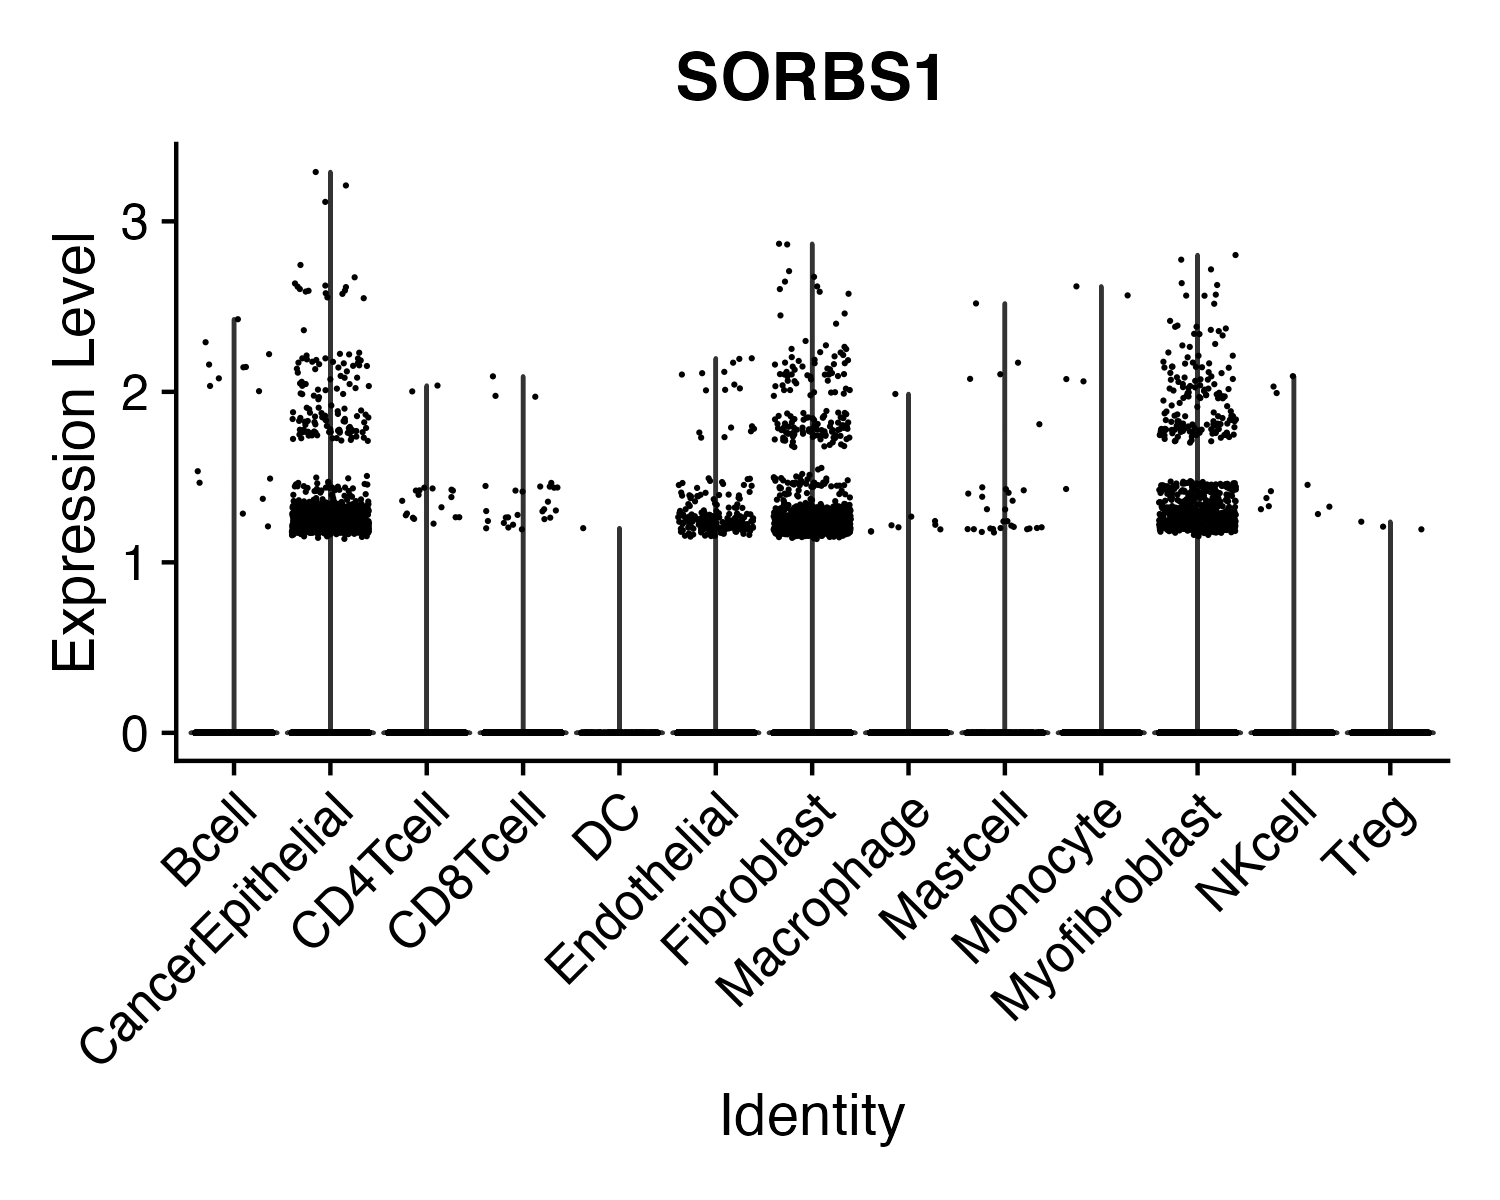 SORBS1
Expression Level
3
2
1
0
Bcell
CancerEpithelial
CD4Tcell
CD8Tcell
DC
Endothelial
Fibroblast
Macrophage
Mastcell
Monocyte
Myofibroblast
NKcell
Treg
Identity